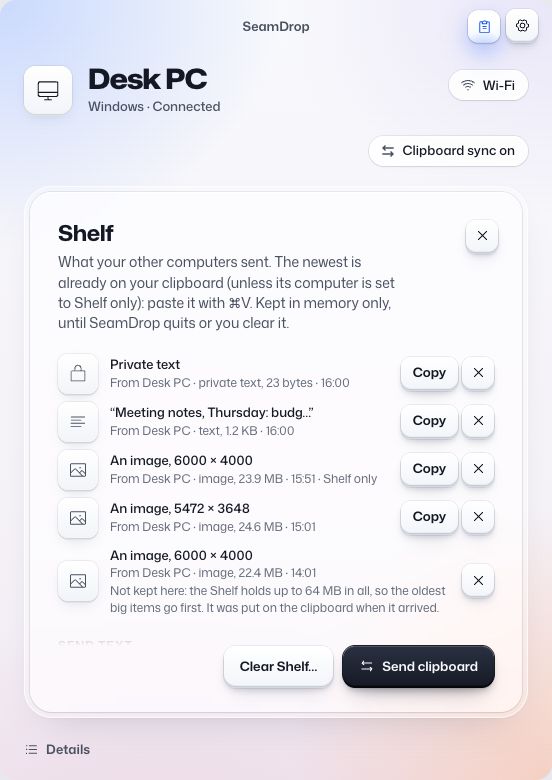 SeamDrop
Desk PC
Windows · Connected
Wi-Fi
Clipboard sync on
Shelf
What your other computers sent. The newest is
already on your clipboard (unless its computer is set
to Shelf only): paste it with ⌘V. Kept in memory only,
until SeamDrop quits or you clear it.
Private text
From Desk PC · private text, 23 bytes · 16:00
Copy
“Meeting notes, Thursday: budg…”
From Desk PC · text, 1.2 KB · 16:00
Copy
An image, 6000 × 4000
From Desk PC · image, 23.9 MB · 15:51 · Shelf only
Copy
An image, 5472 × 3648
From Desk PC · image, 24.6 MB · 15:01
Copy
An image, 6000 × 4000
From Desk PC · image, 22.4 MB · 14:01
Not kept here: the Shelf holds up to 64 MB in all, so the oldest
big items go first. It was put on the clipboard when it arrived.
SEND TEXT
Clear Shelf…
Send clipboard
Details